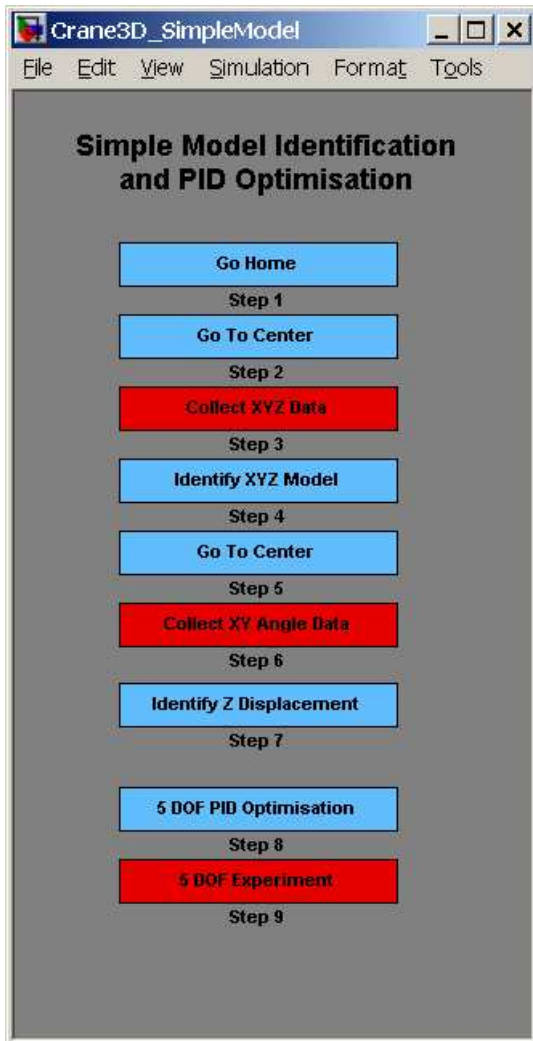 Crane3D_SimpleModel
File Edit View Simulation Format Tools
Simple Model Identification
and PID Optimisation
Go Home
Step 1
Go To Center
Step 2
Collect XYZ Data
Step 3
Identify XYZ Model
Step 4
Go To Center
Step 5
Collect XY Angle Data
Step 6
Identify Z Displacement
Step 7
5 DOF PID Optimisation
Step 8
5 DOF Experiment
Step 9